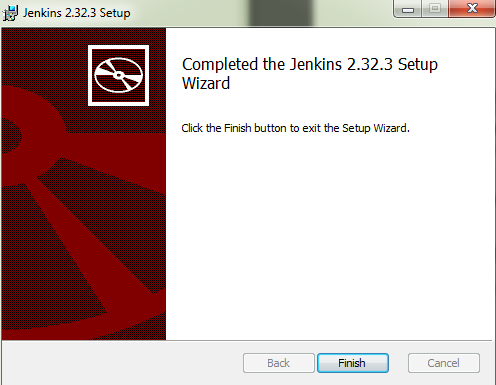 Jenkins 2.32.3 Setup
Completed the Jenkins 2.32.3 Setup
Wizard
Click the Finish button to exit the Setup Wizard.
Back
Finish
Cancel